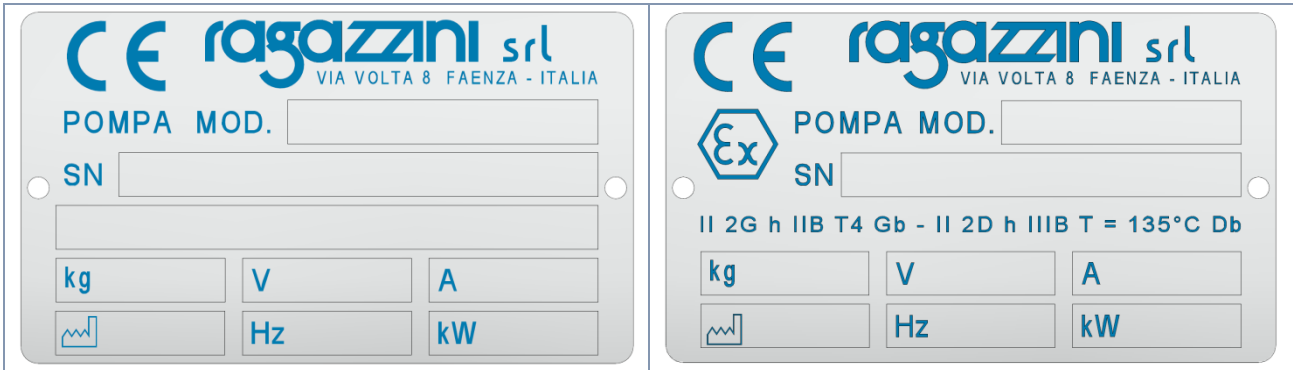 CE ragazzini srl
VIA VOLTA 8 FAENZA - ITALIA
POMPA MOD.
SN
kg V A
Hz kW
CE ragazzini srl
VIA VOLTA 8 FAENZA - ITALIA
Ex POMPA MOD.
SN
II 2G h IIB T4 Gb - II 2D h IIIB T = 135°C Db
kg V A
Hz kW